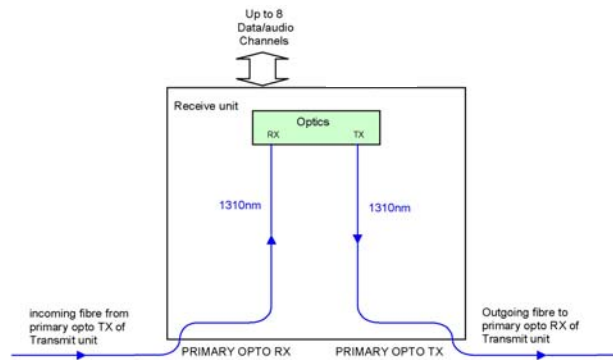 Up to 8
Data/audio
Channels
Receive unit
Optics
RX
TX
1310nm
1310nm
incoming fibre from
primary opto TX of
Transmit unit
Outgoing fibre to
primary opto RX of
Transmit unit
PRIMARY OPTO RX
PRIMARY OPTO TX